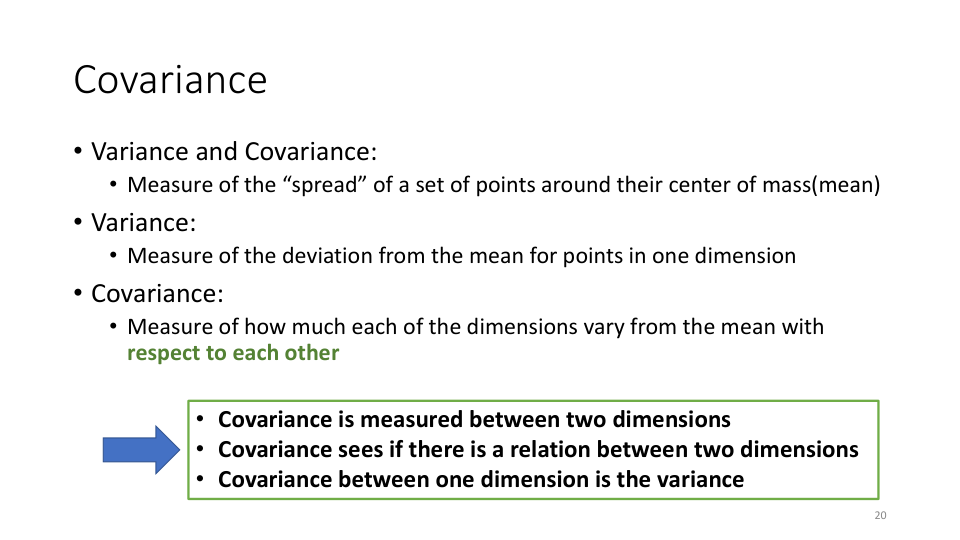 Covariance
• Variance and Covariance:
• Measure of the “spread” of a set of points around their center of mass(mean)
• Variance:
• Measure of the deviation from the mean for points in one dimension
• Covariance:
• Measure of how much each of the dimensions vary from the mean with
respect to each other
• Covariance is measured between two dimensions
• Covariance sees if there is a relation between two dimensions
• Covariance between one dimension is the variance
20